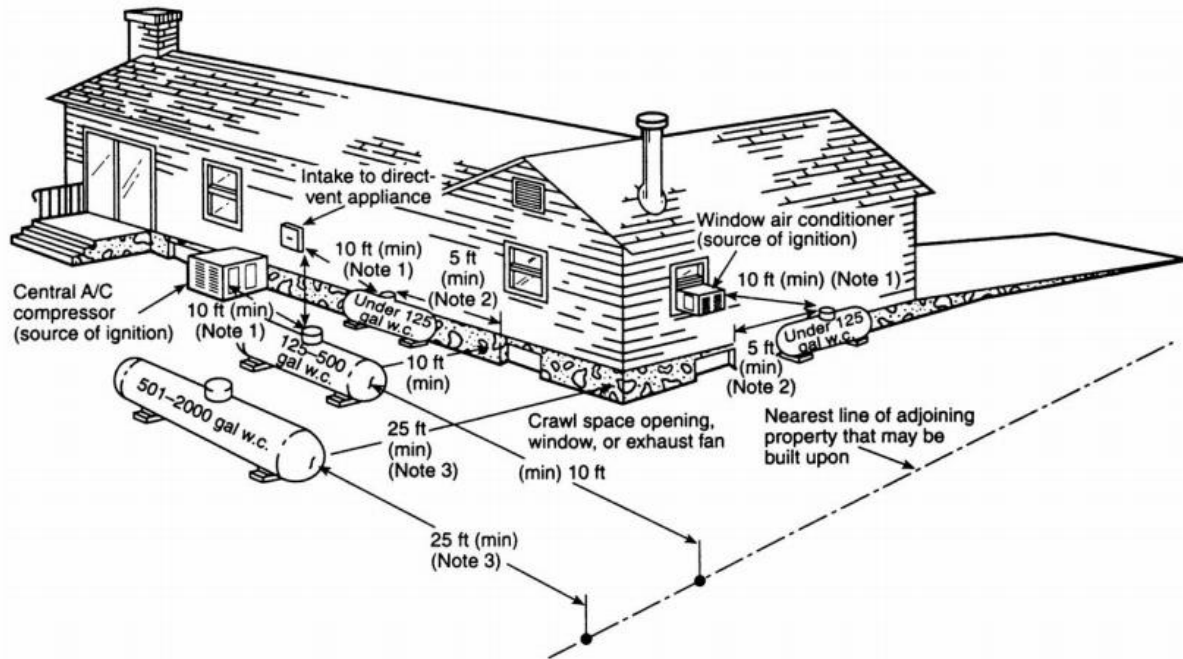 Intake to direct-
vent appliance
Window air conditioner
(source of ignition)
10 ft (min)
(Note 1)
5 ft
(min)
(Note 2)
10 ft (min) (Note 1)
Central A/C
compressor
(source of ignition)
10 ft (min)
(Note 1)
Under 125
gal w.c.
Under 125
gal w.c.
5 ft
(min)
(Note 2)
125–500
gal w.c.
10 ft
(min)
501–2000 gal w.c.
25 ft
(min)
(Note 3)
Crawl space opening,
window, or exhaust fan
Nearest line of adjoining
property that may be
built upon
(min) 10 ft
25 ft (min)
(Note 3)